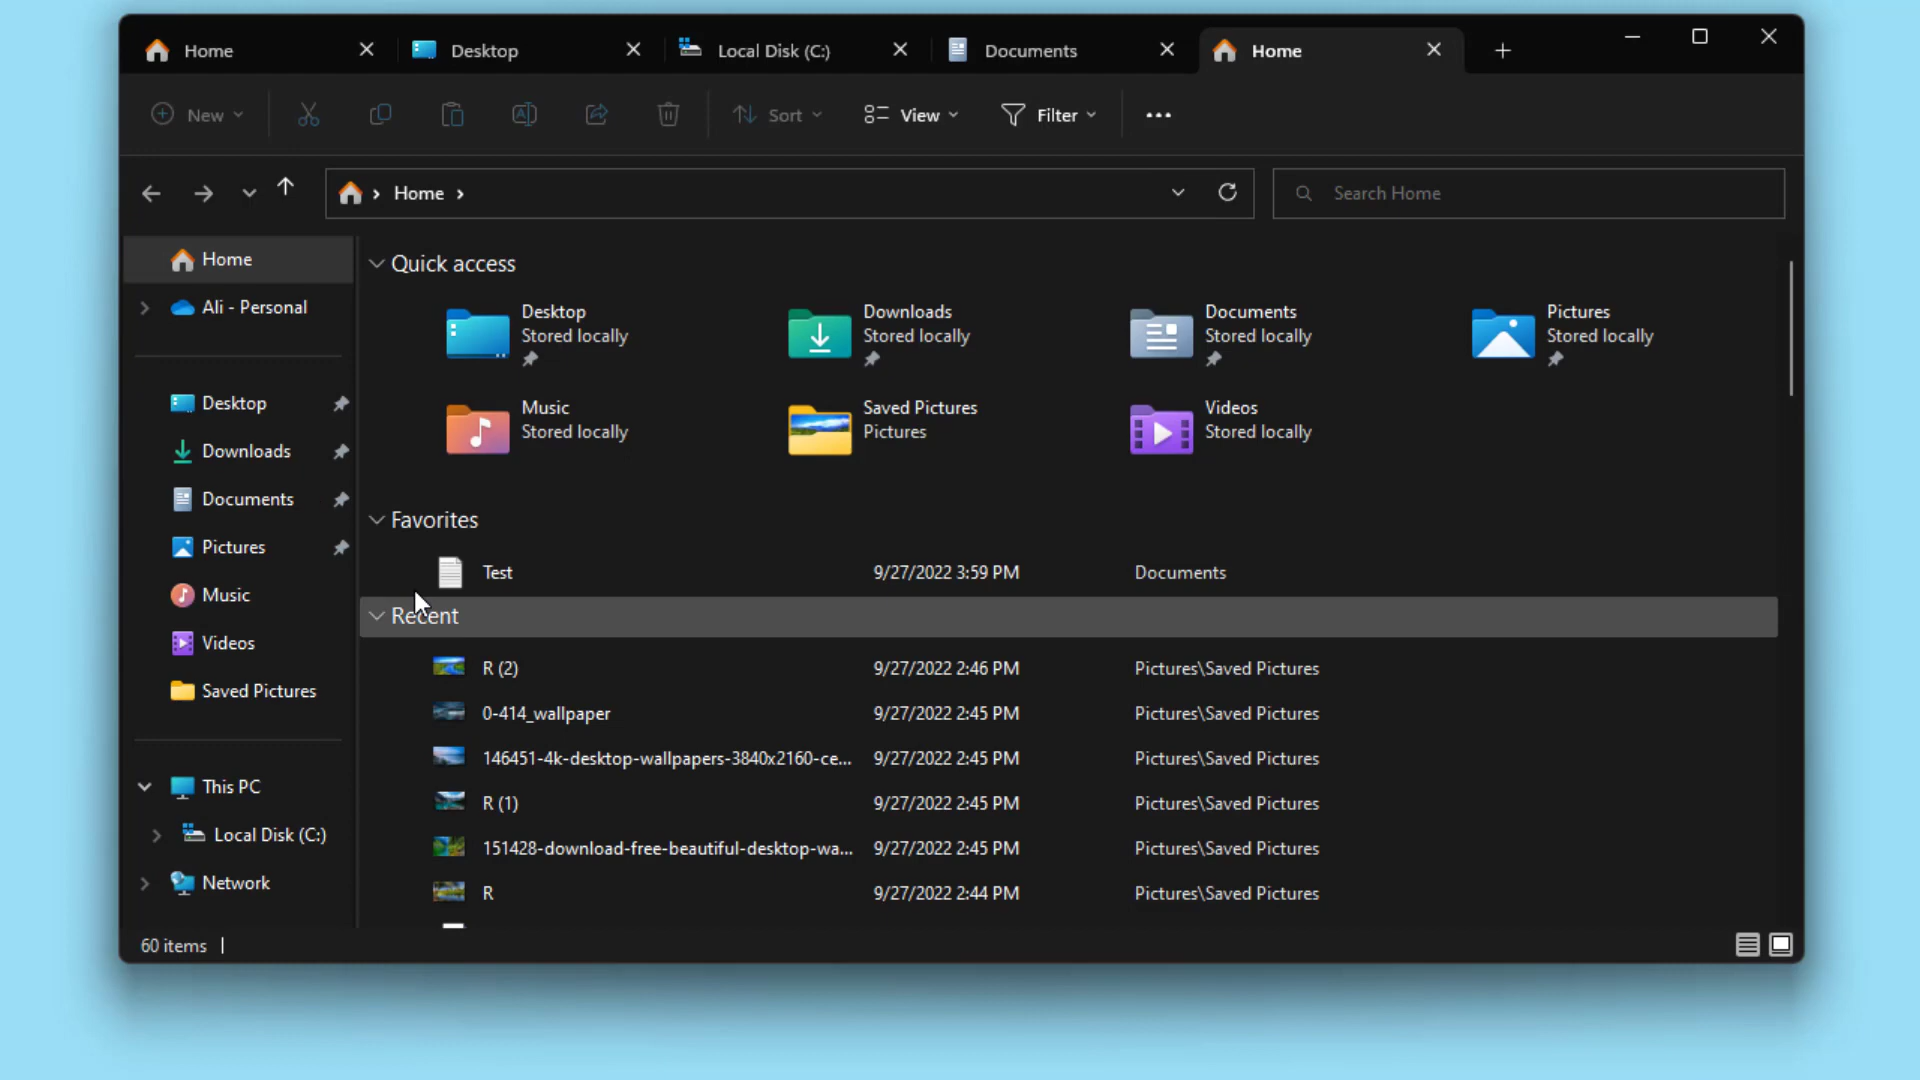 Home Desktop Local Disk (C:) Documents Home
New Sort View Filter
Home Search Home
Home
Ali - Personal
Desktop
Downloads
Documents
Pictures
Music
Videos
Saved Pictures
This PC
Local Disk (C:)
Network
Quick access
Desktop
Stored locally
Downloads
Stored locally
Documents
Stored locally
Pictures
Stored locally
Music
Stored locally
Saved Pictures
Pictures
Videos
Stored locally
Favorites
Test 9/27/2022 3:59 PM Documents
Recent
R (2) 9/27/2022 2:46 PM Pictures\Saved Pictures
0-414_wallpaper 9/27/2022 2:45 PM Pictures\Saved Pictures
146451-4k-desktop-wallpapers-3840x2160-ce... 9/27/2022 2:45 PM Pictures\Saved Pictures
R (1) 9/27/2022 2:45 PM Pictures\Saved Pictures
151428-download-free-beautiful-desktop-wa... 9/27/2022 2:45 PM Pictures\Saved Pictures
R 9/27/2022 2:44 PM Pictures\Saved Pictures
60 items